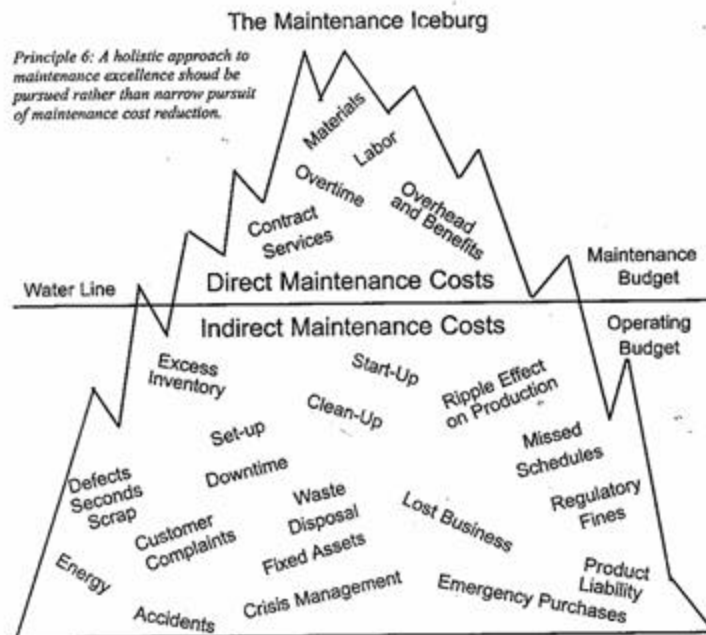 The Maintenance Iceburg
Principle 6: A holistic approach to
maintenance excellence shoud be
pursued rather than narrow pursuit
of maintenance cost reduction.
Materials
Labor
Overtime
Overhead
and Benefits
Contract
Services
Direct Maintenance Costs
Maintenance
Budget
Water Line
Indirect Maintenance Costs
Operating
Budget
Excess
Inventory
Start-Up
Ripple Effect
on Production
Clean-Up
Set-up
Missed
Schedules
Defects
Seconds
Scrap
Downtime
Waste
Disposal
Lost Business
Regulatory
Fines
Customer
Complaints
Fixed Assets
Energy
Product
Liability
Accidents
Crisis Management
Emergency Purchases